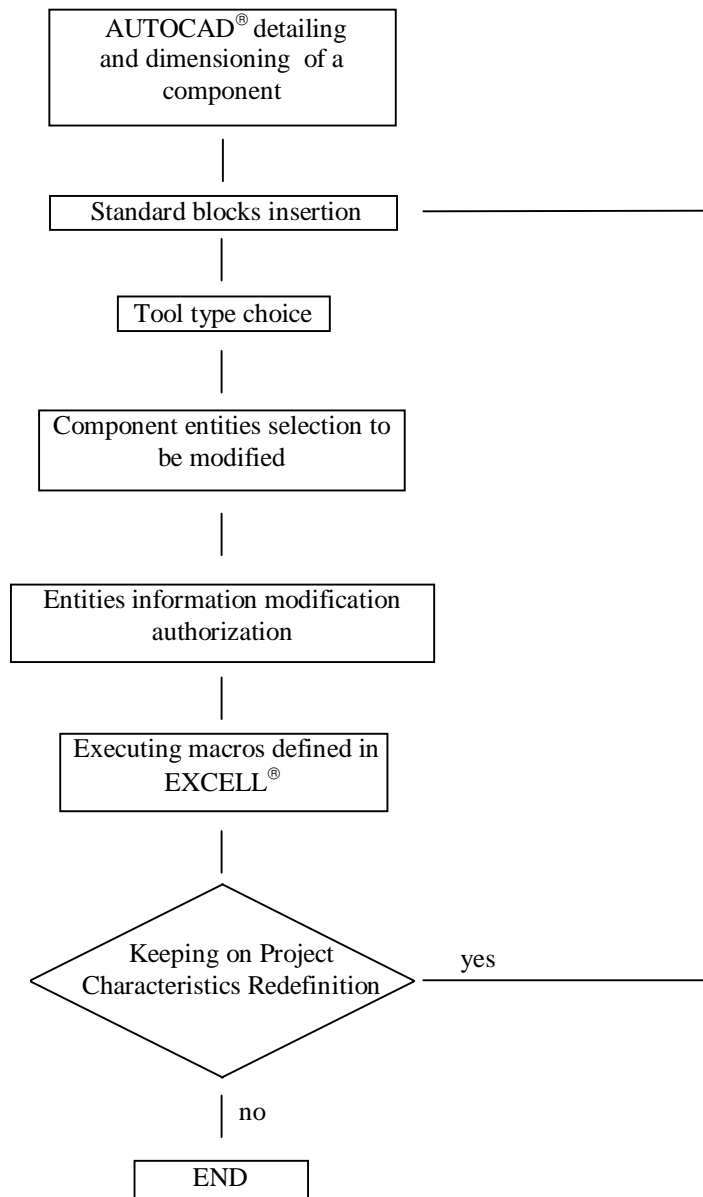 AUTOCAD® detailing
and dimensioning of a
component
Standard blocks insertion
Tool type choice
Component entities selection to
be modified
Entities information modification
authorization
Executing macros defined in
EXCELL®
Keeping on Project
Characteristics Redefinition
yes
no
END